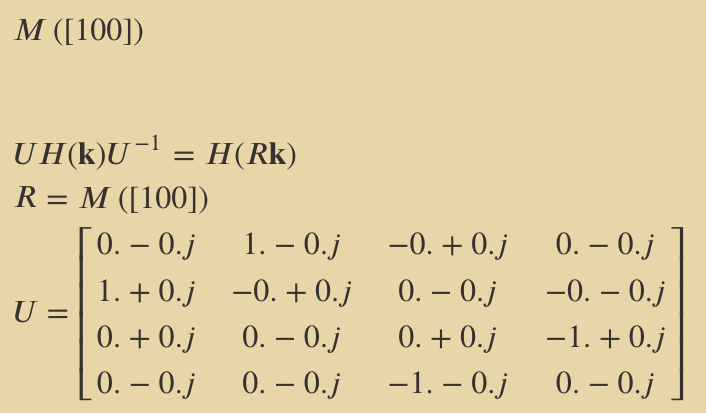 M ([100])
UH(k)U⁻¹ = H(Rk)
R = M ([100])
U = [0. − 0.j 1. − 0.j −0. + 0.j 0. − 0.j
1. + 0.j −0. + 0.j 0. − 0.j −0. − 0.j
0. + 0.j 0. − 0.j 0. + 0.j −1. + 0.j
0. − 0.j 0. − 0.j −1. − 0.j 0. − 0.j]